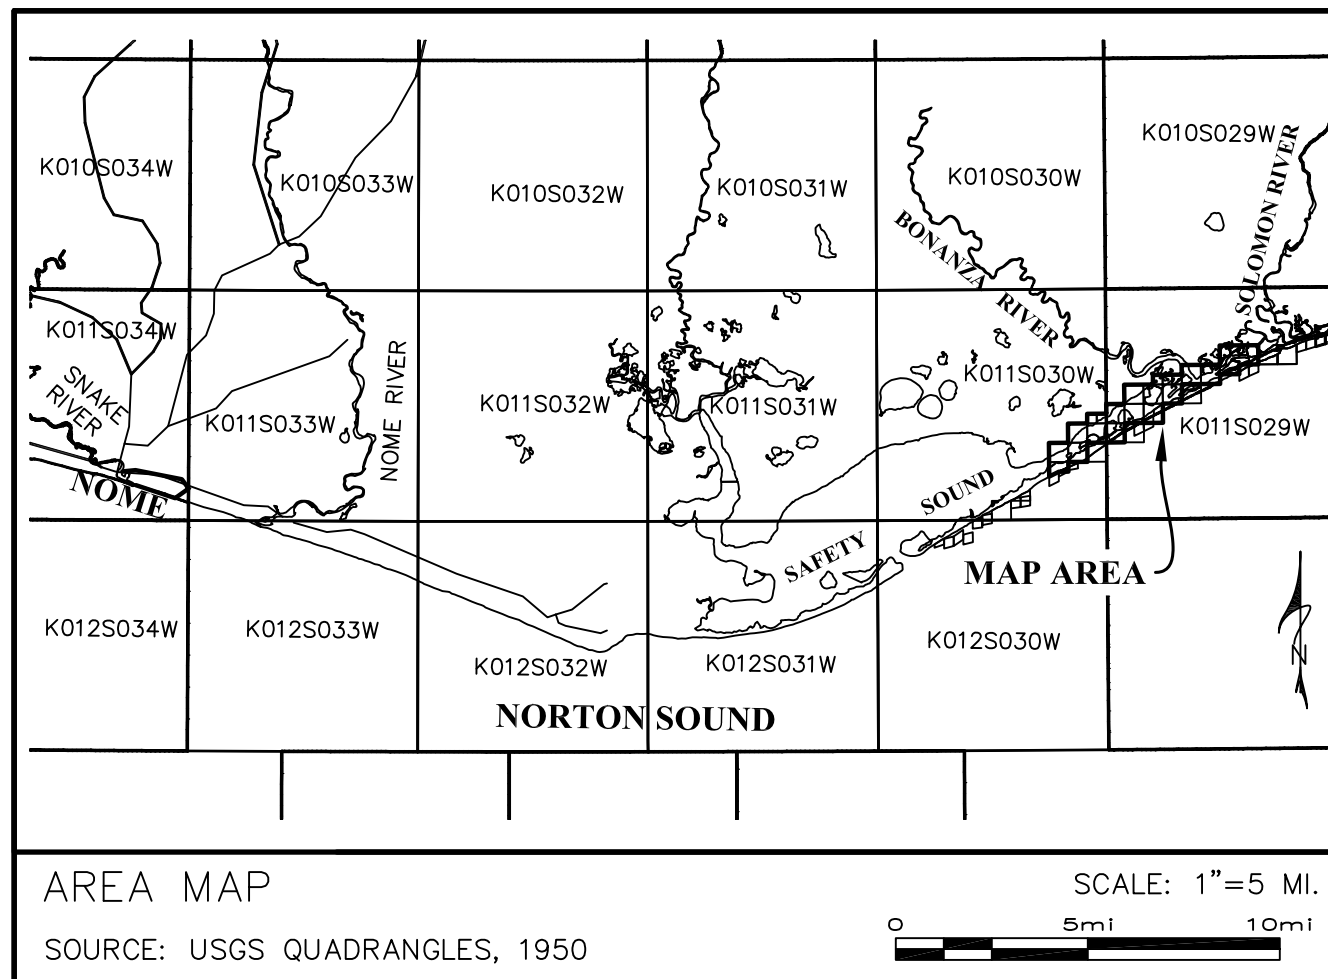 K010S034W
K010S033W
K010S032W
K010S031W
K010S030W
K010S029W
BONANZA RIVER
SOLOMON RIVER
K011S034W
SNAKE
RIVER
K011S033W
NOME RIVER
K011S032W
K011S031W
K011S030W
K011S029W
NOME
SAFETY SOUND
MAP AREA
K012S034W
K012S033W
K012S032W
K012S031W
K012S030W
N
NORTON SOUND
AREA MAP
SOURCE: USGS QUADRANGLES, 1950
SCALE: 1"=5 MI.
0 5mi 10mi